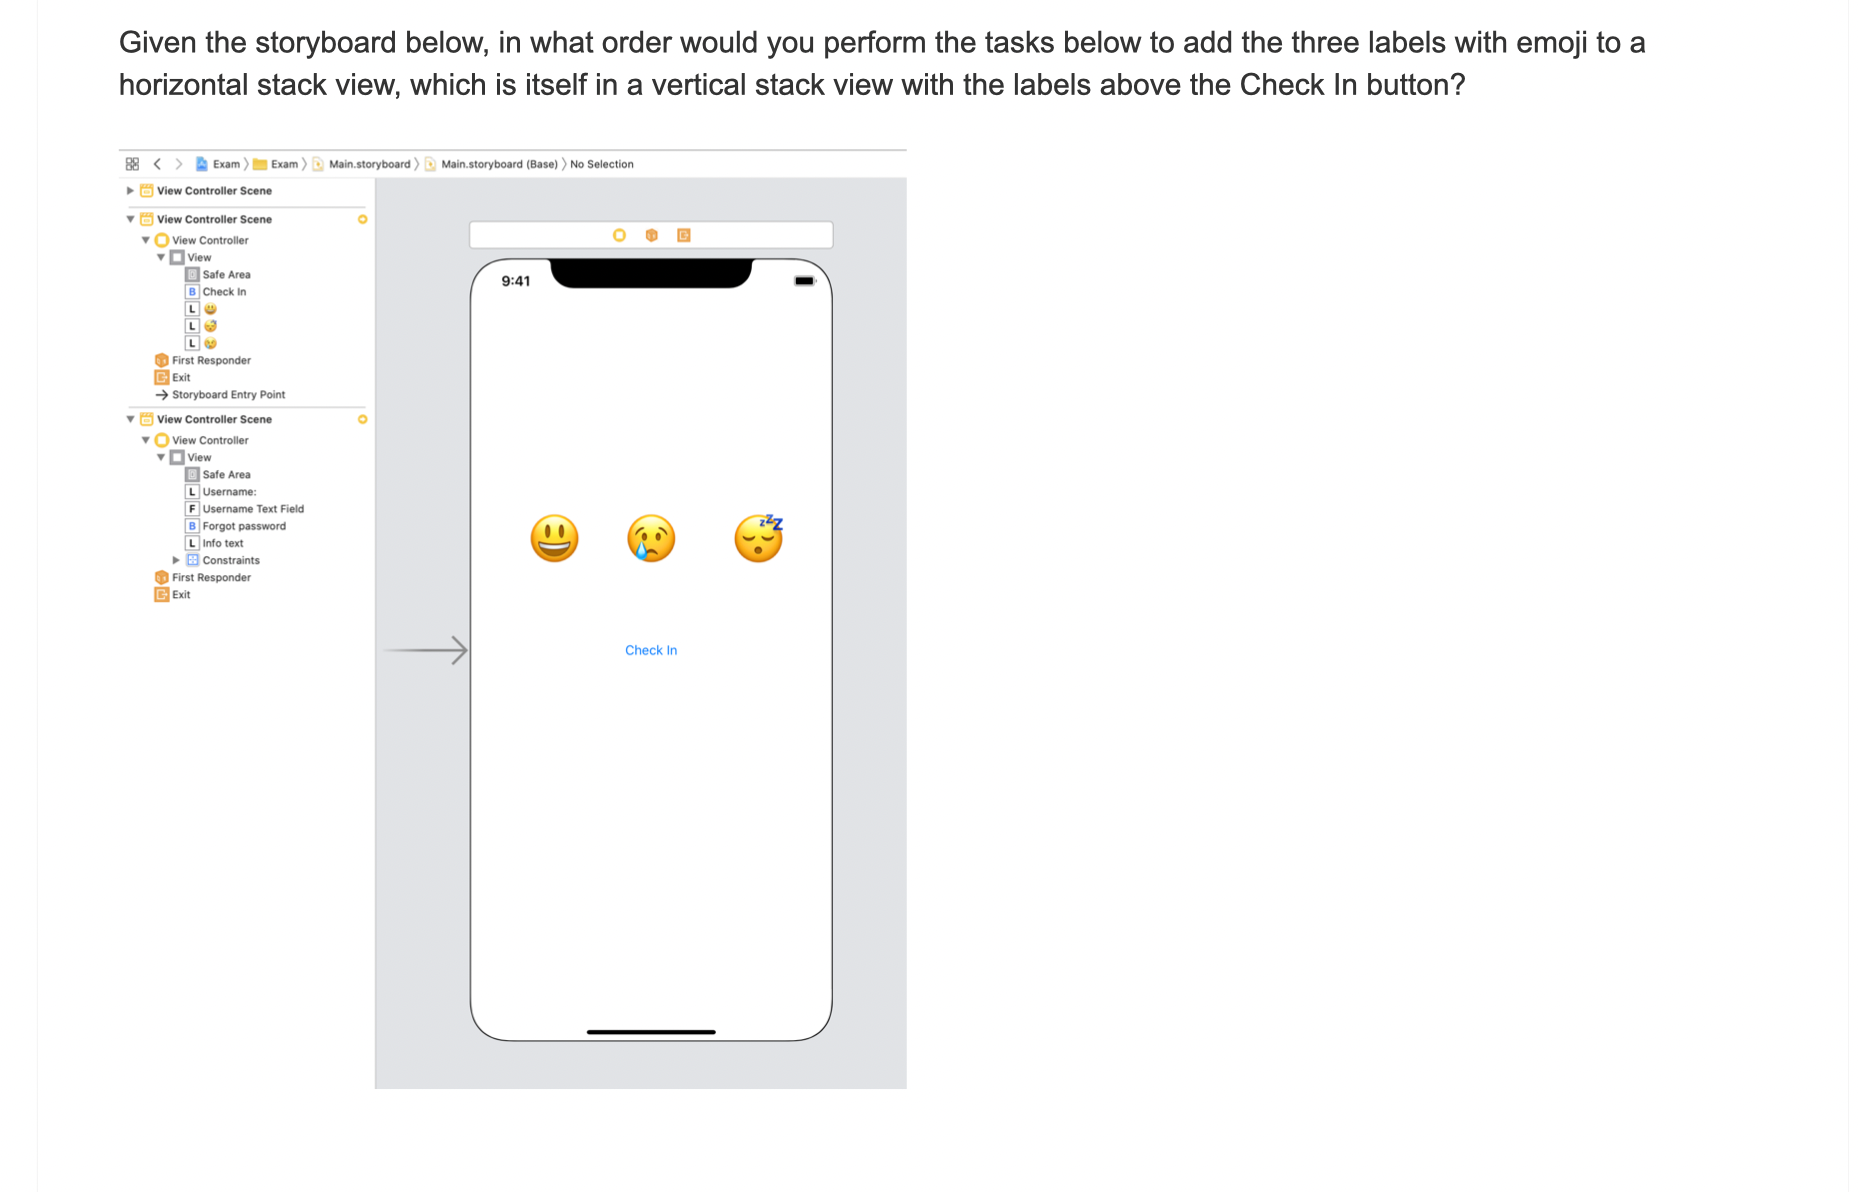 Given the storyboard below, in what order would you perform the tasks below to add the three labels with emoji to a
horizontal stack view, which is itself in a vertical stack view with the labels above the Check In button?
Exam 〉 Exam 〉 Main.storyboard 〉 Main.storyboard (Base) 〉 No Selection
View Controller Scene
View Controller Scene
View Controller
View
Safe Area
B Check In
L 😃
L 😴
L 😢
First Responder
Exit
Storyboard Entry Point
View Controller Scene
View Controller
View
Safe Area
L Username:
F Username Text Field
B Forgot password
L Info text
Constraints
First Responder
Exit
9:41
😃 😢 😴
Check In